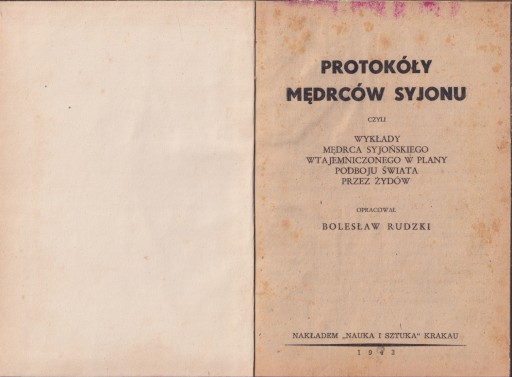 PROTOKÓŁY
MĘDRCÓW SYJONU
CZYLI
WYKŁADY
MĘDRCA SYJOŃSKIEGO
WTAJEMNICZONEGO W PLANY
PODBOJU ŚWIATA
PRZEZ ŻYDÓW
OPRACOWAŁ
BOLESŁAW RUDZKI
NAKŁADEM „NAUKA I SZTUKA" KRAKAU
1943